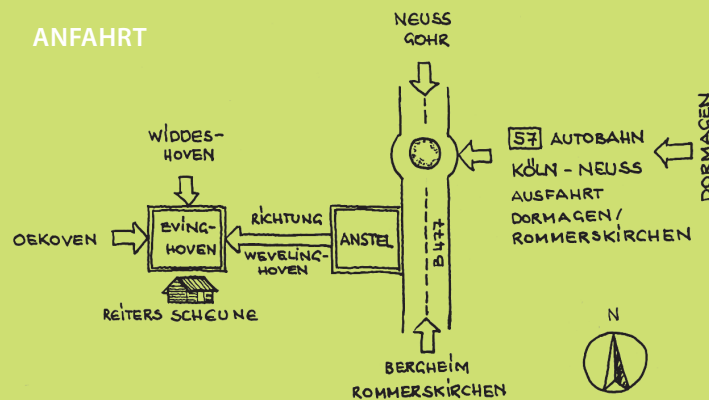 ANFAHRT
NEUSS
GOHR
WIDDES-
HOVEN
57 AUTOBAHN
KÖLN - NEUSS
AUSFAHRT
DORMAGEN/
ROMMERSKIRCHEN
DORMAGEN
OEKOVEN
EVING-
HOVEN
RICHTUNG
WEVELING-
HOVEN
ANSTEL
B477
REITERS SCHEUNE
BERGHEIM
ROMMERSKIRCHEN
N